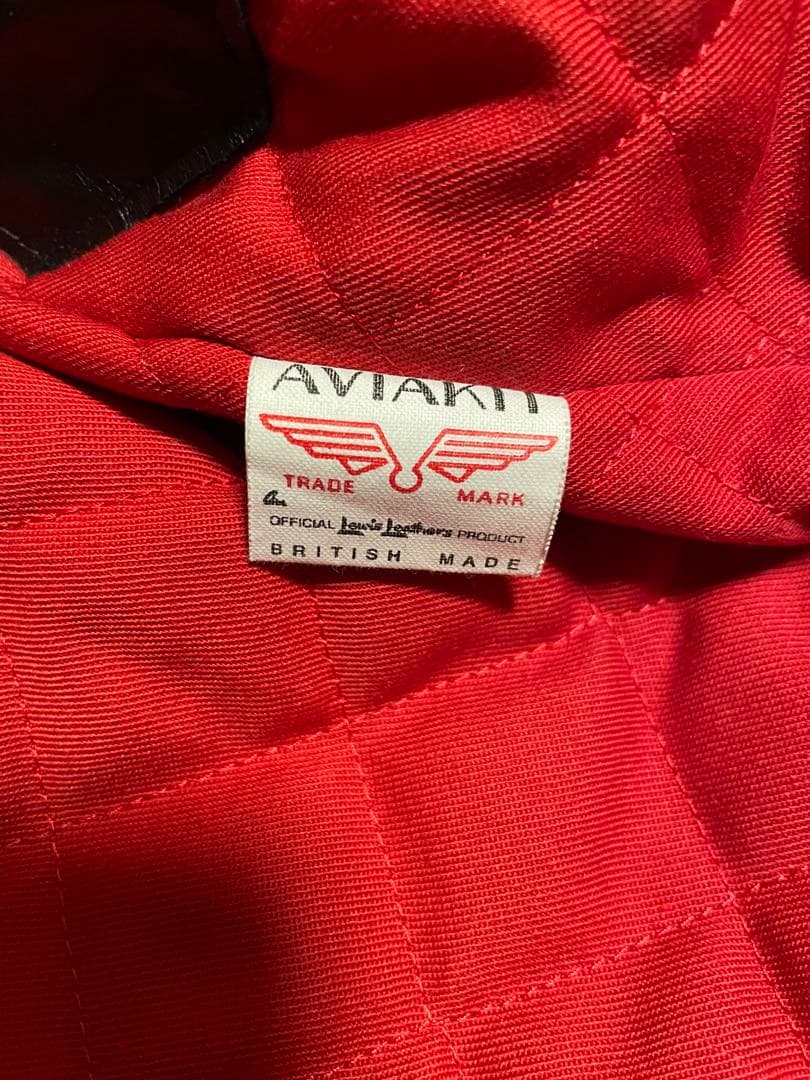 AVIAKIT
TRADE MARK
An
OFFICIAL Lewis Leathers PRODUCT
BRITISH MADE